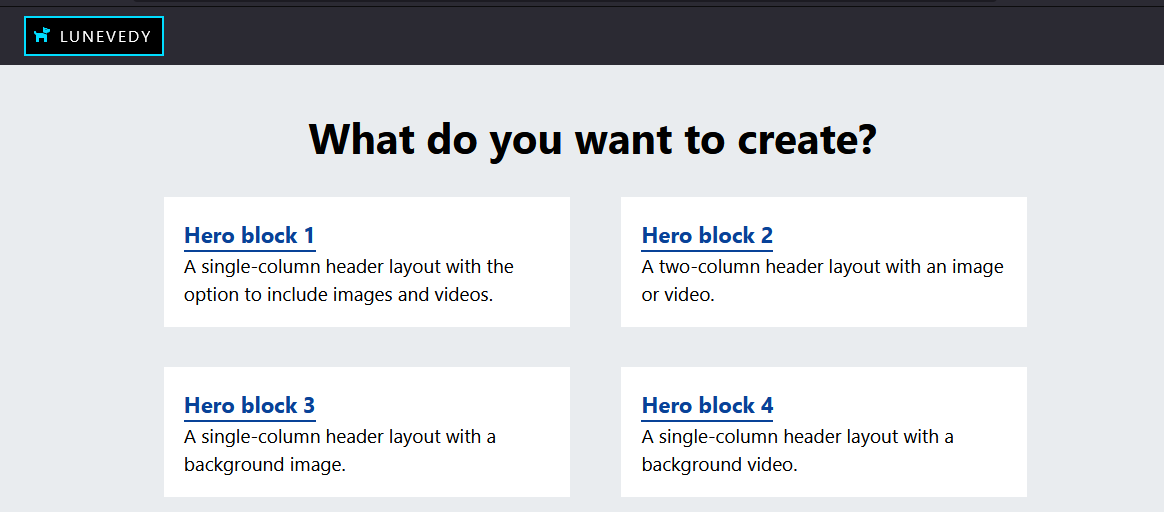 LUNEVEDY
What do you want to create?
Hero block 1
A single-column header layout with the
option to include images and videos.
Hero block 2
A two-column header layout with an image
or video.
Hero block 3
A single-column header layout with a
background image.
Hero block 4
A single-column header layout with a
background video.